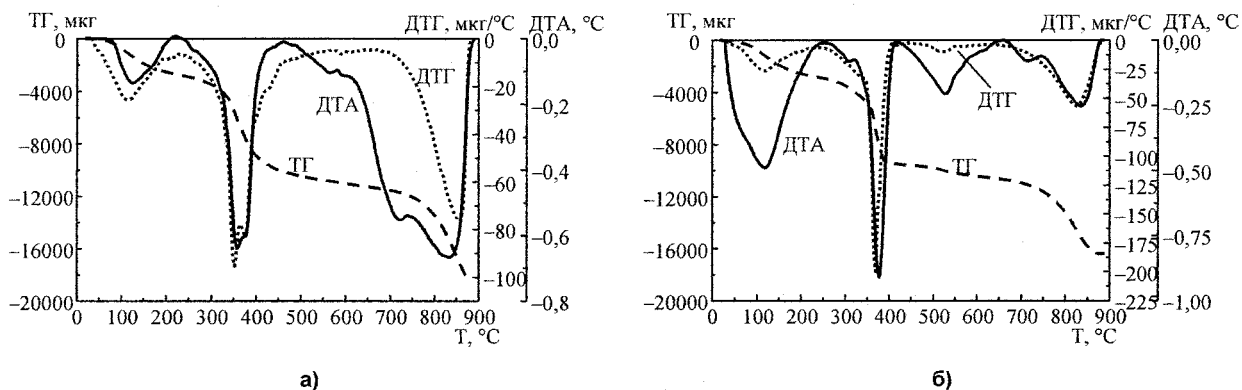 ТГ, мкг ДТГ, мкг/°С ДТА, °С
0 0 0,0
−4000 −20 −0,2
−8000 −40 −0,4
−12000 −60 −0,6
−16000 −80 −0,8
−20000 −100
ДТГ
ДТА
ТГ
0 100 200 300 400 500 600 700 800 900
Т, °С
а)
ТГ, мкг ДТГ, мкг/°С ДТА, °С
0 0 0,00
−4000 −25 −0,25
−8000 −50 −0,50
−12000 −75 −0,75
−16000 −100 −1,00
−20000 −125
−150
−175
−200
−225
ДТГ
ДТА
ТГ
0 100 200 300 400 500 600 700 800 900
Т, °С
б)